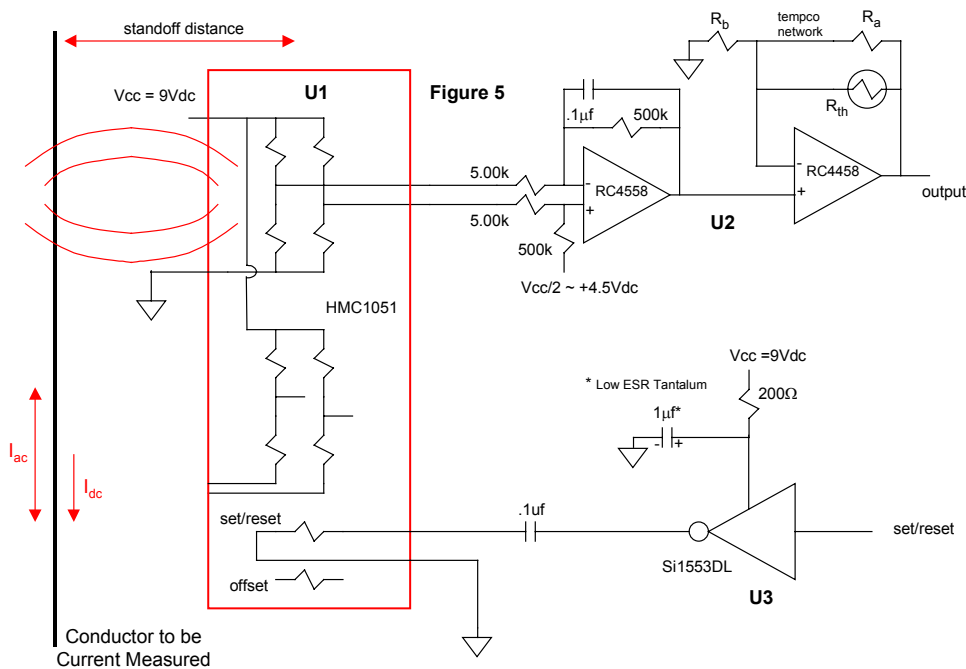 standoff distance
Vcc = 9Vdc
U1
Figure 5
.1µf
500k
5.00k
5.00k
500k
Vcc/2 ~ +4.5Vdc
-
+
RC4558
U2
Rb
tempco
network
Ra
Rth
-
+
RC4458
output
HMC1051
Iac
Idc
set/reset
offset
Conductor to be
Current Measured
.1uf
* Low ESR Tantalum
1µf*
- +
Vcc =9Vdc
200Ω
Si1553DL
U3
set/reset